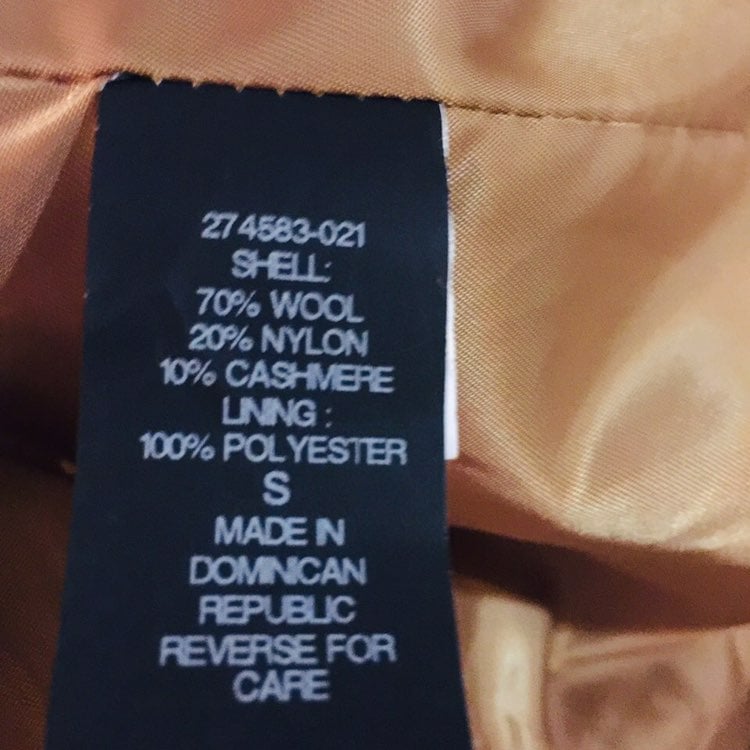 274583-021
SHELL:
70% WOOL
20% NYLON
10% CASHMERE
LINING :
100% POLYESTER
S
MADE IN
DOMINICAN
REPUBLIC
REVERSE FOR
CARE